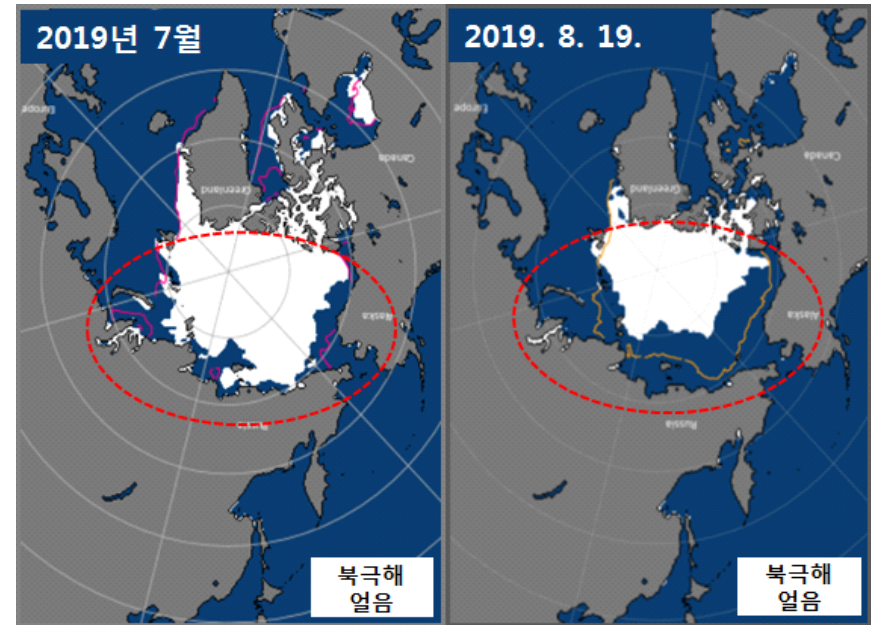 2019년 7월
2019. 8. 19.
Europe
Canada
Greenland
Alaska
Russia
Europe
Canada
Greenland
Alaska
Russia
북극해
얼음
북극해
얼음